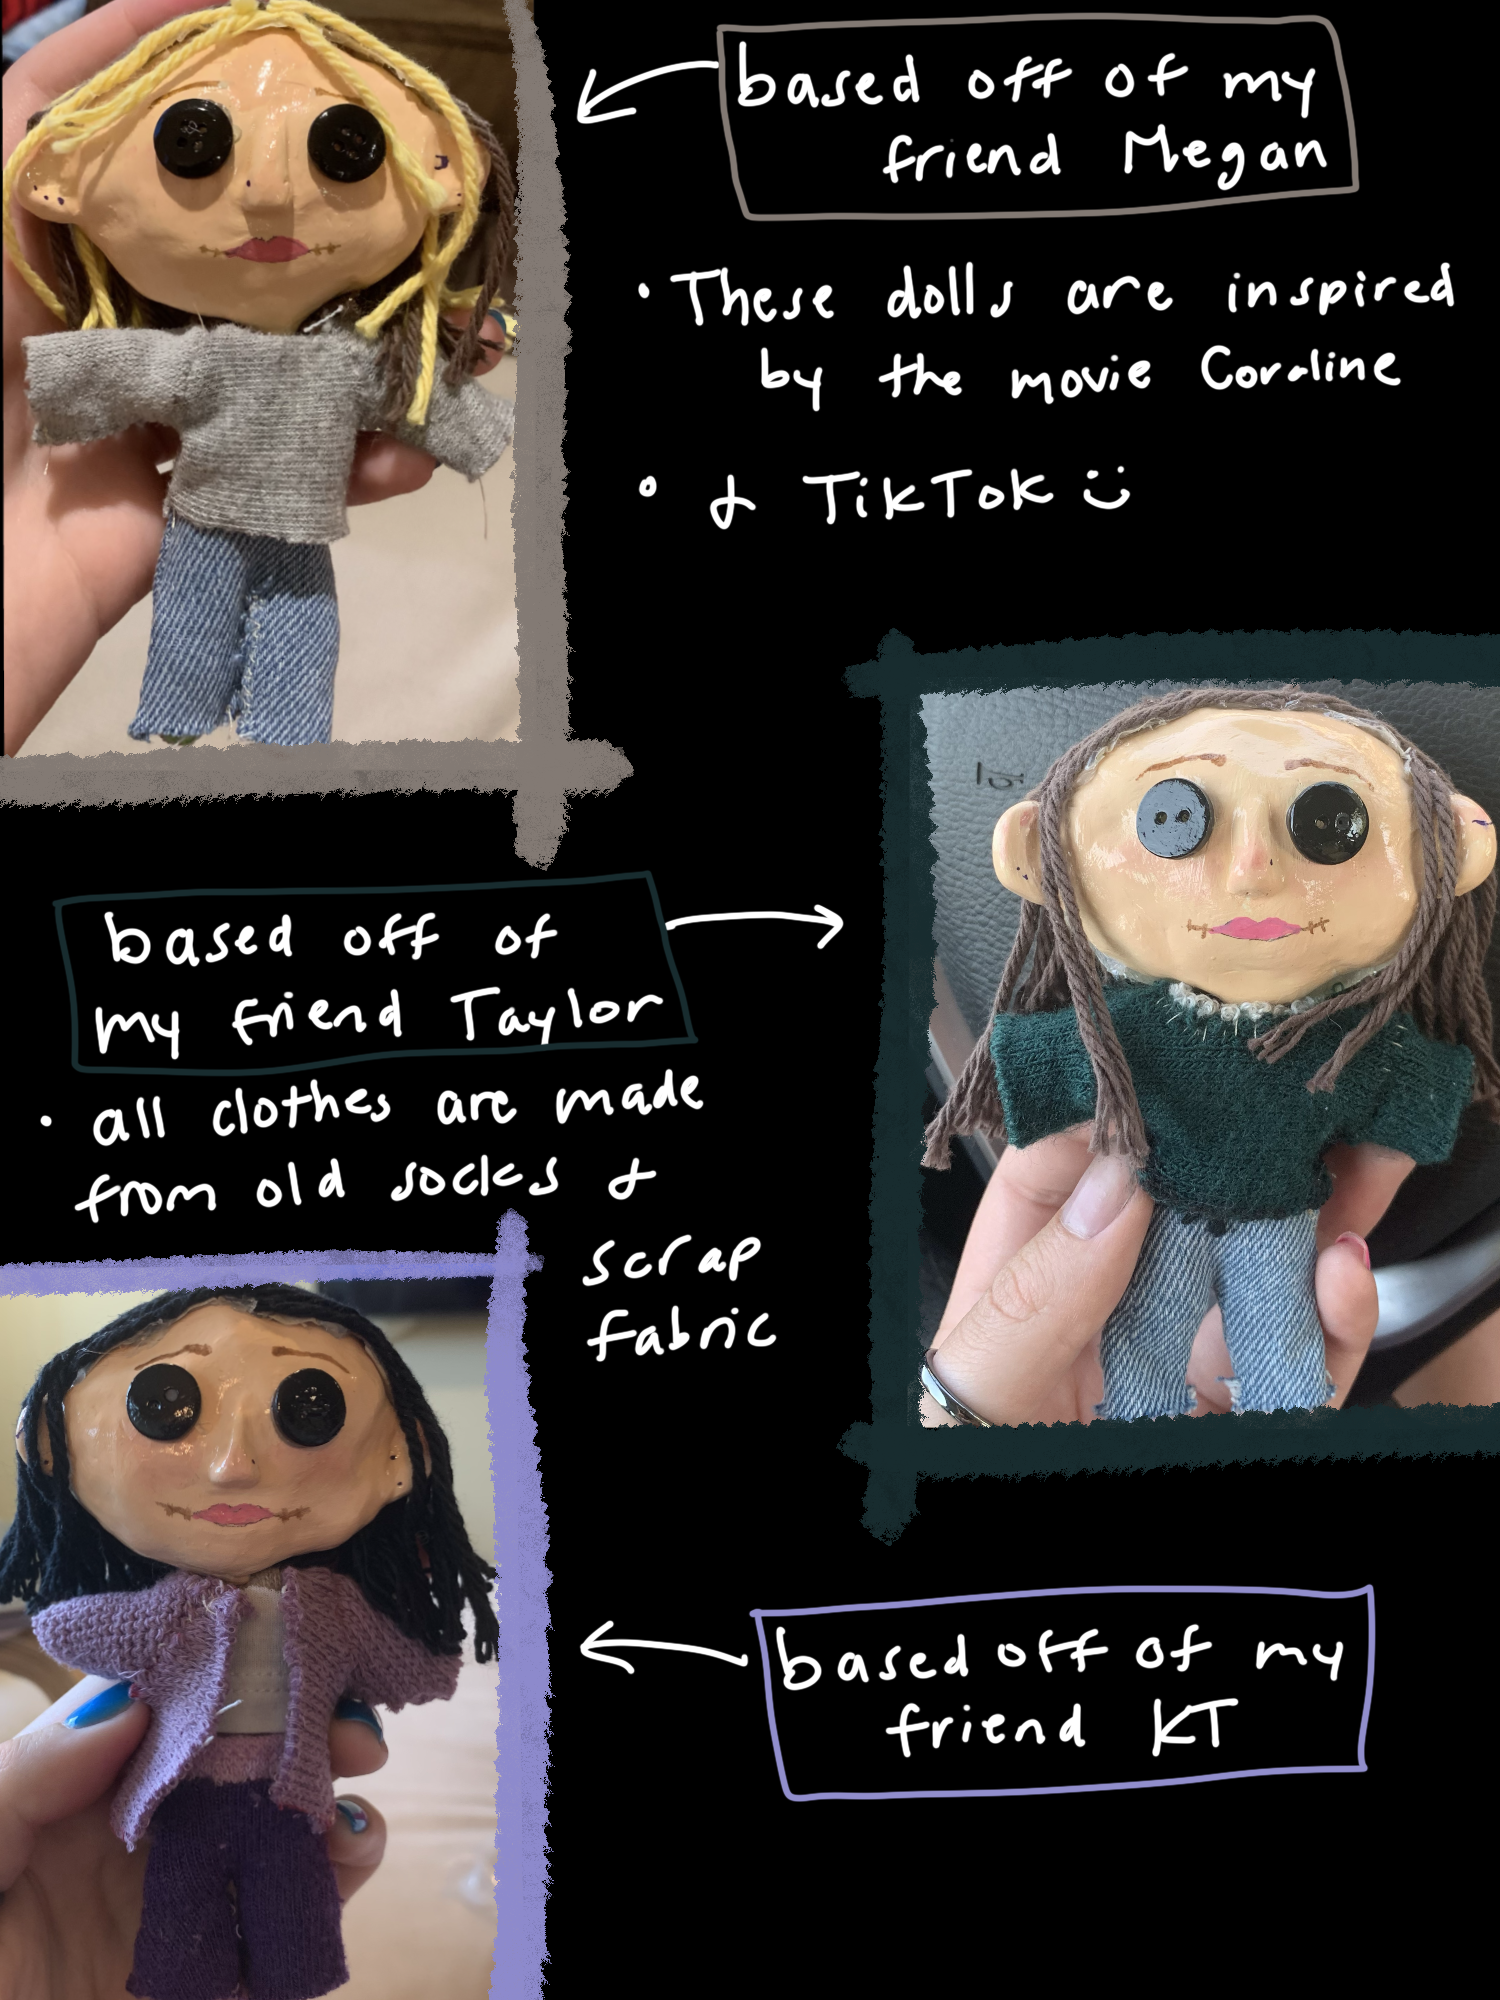 based off of my
friend Megan
• These dolls are inspired
by the movie Coraline
• & TikTok :)
based off of
my friend Taylor
• all clothes are made
from old socks &
scrap
fabric
based off of my
friend KT